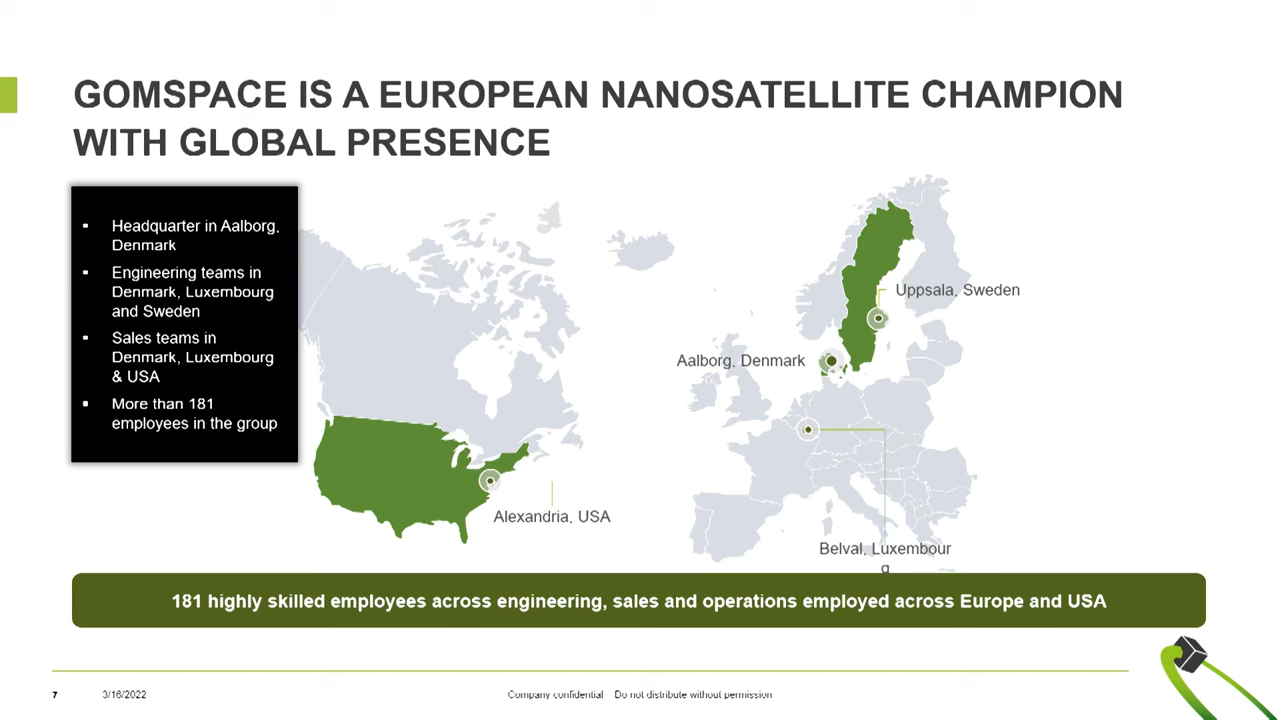 GOMSPACE IS A EUROPEAN NANOSATELLITE CHAMPION
WITH GLOBAL PRESENCE
▪ Headquarter in Aalborg,
Denmark
▪ Engineering teams in
Denmark, Luxembourg
and Sweden
▪ Sales teams in
Denmark, Luxembourg
& USA
▪ More than 181
employees in the group
Uppsala, Sweden
Aalborg, Denmark
Alexandria, USA
Belval, Luxembour
g
181 highly skilled employees across engineering, sales and operations employed across Europe and USA
7
3/16/2022
Company confidential Do not distribute without permission